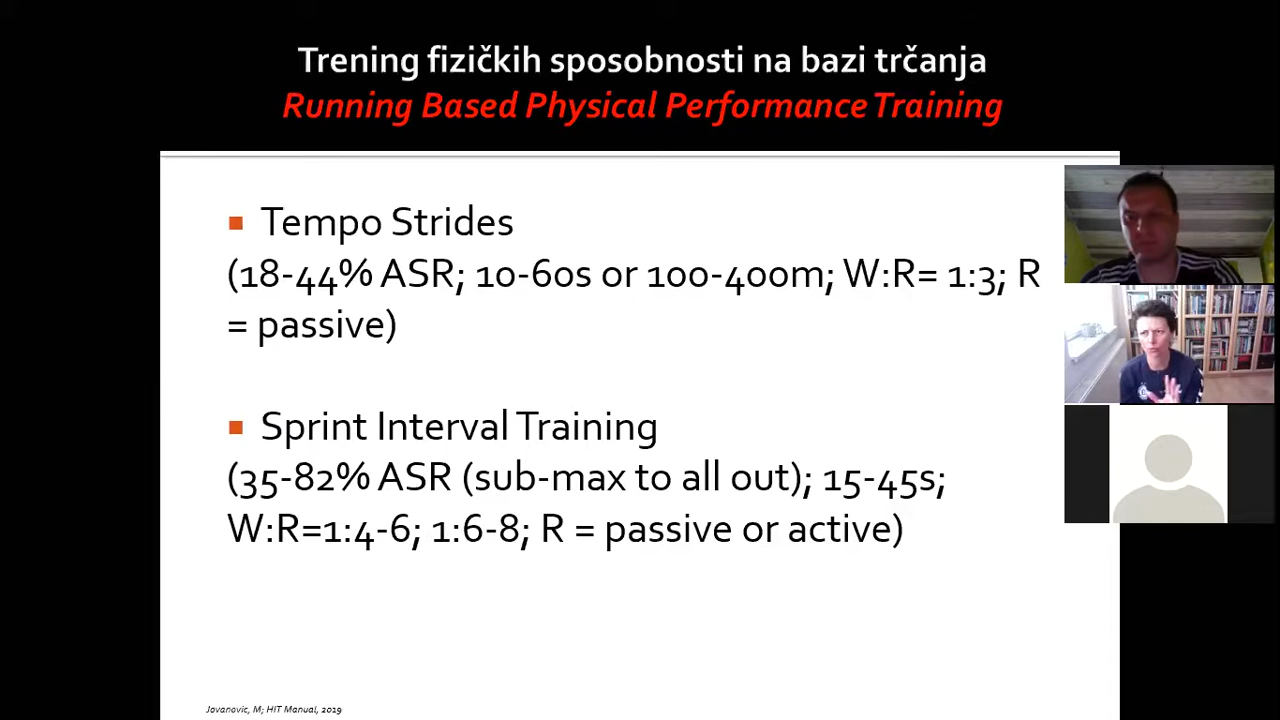 Trening fizičkih sposobnosti na bazi trčanja
Running Based Physical Performance Training
Tempo Strides
(18-44% ASR; 10-60s or 100-400m; W:R= 1:3; R
= passive)
Sprint Interval Training
(35-82% ASR (sub-max to all out); 15-45s;
W:R=1:4-6; 1:6-8; R = passive or active)
Jovanovic, M; HIT Manual, 2019